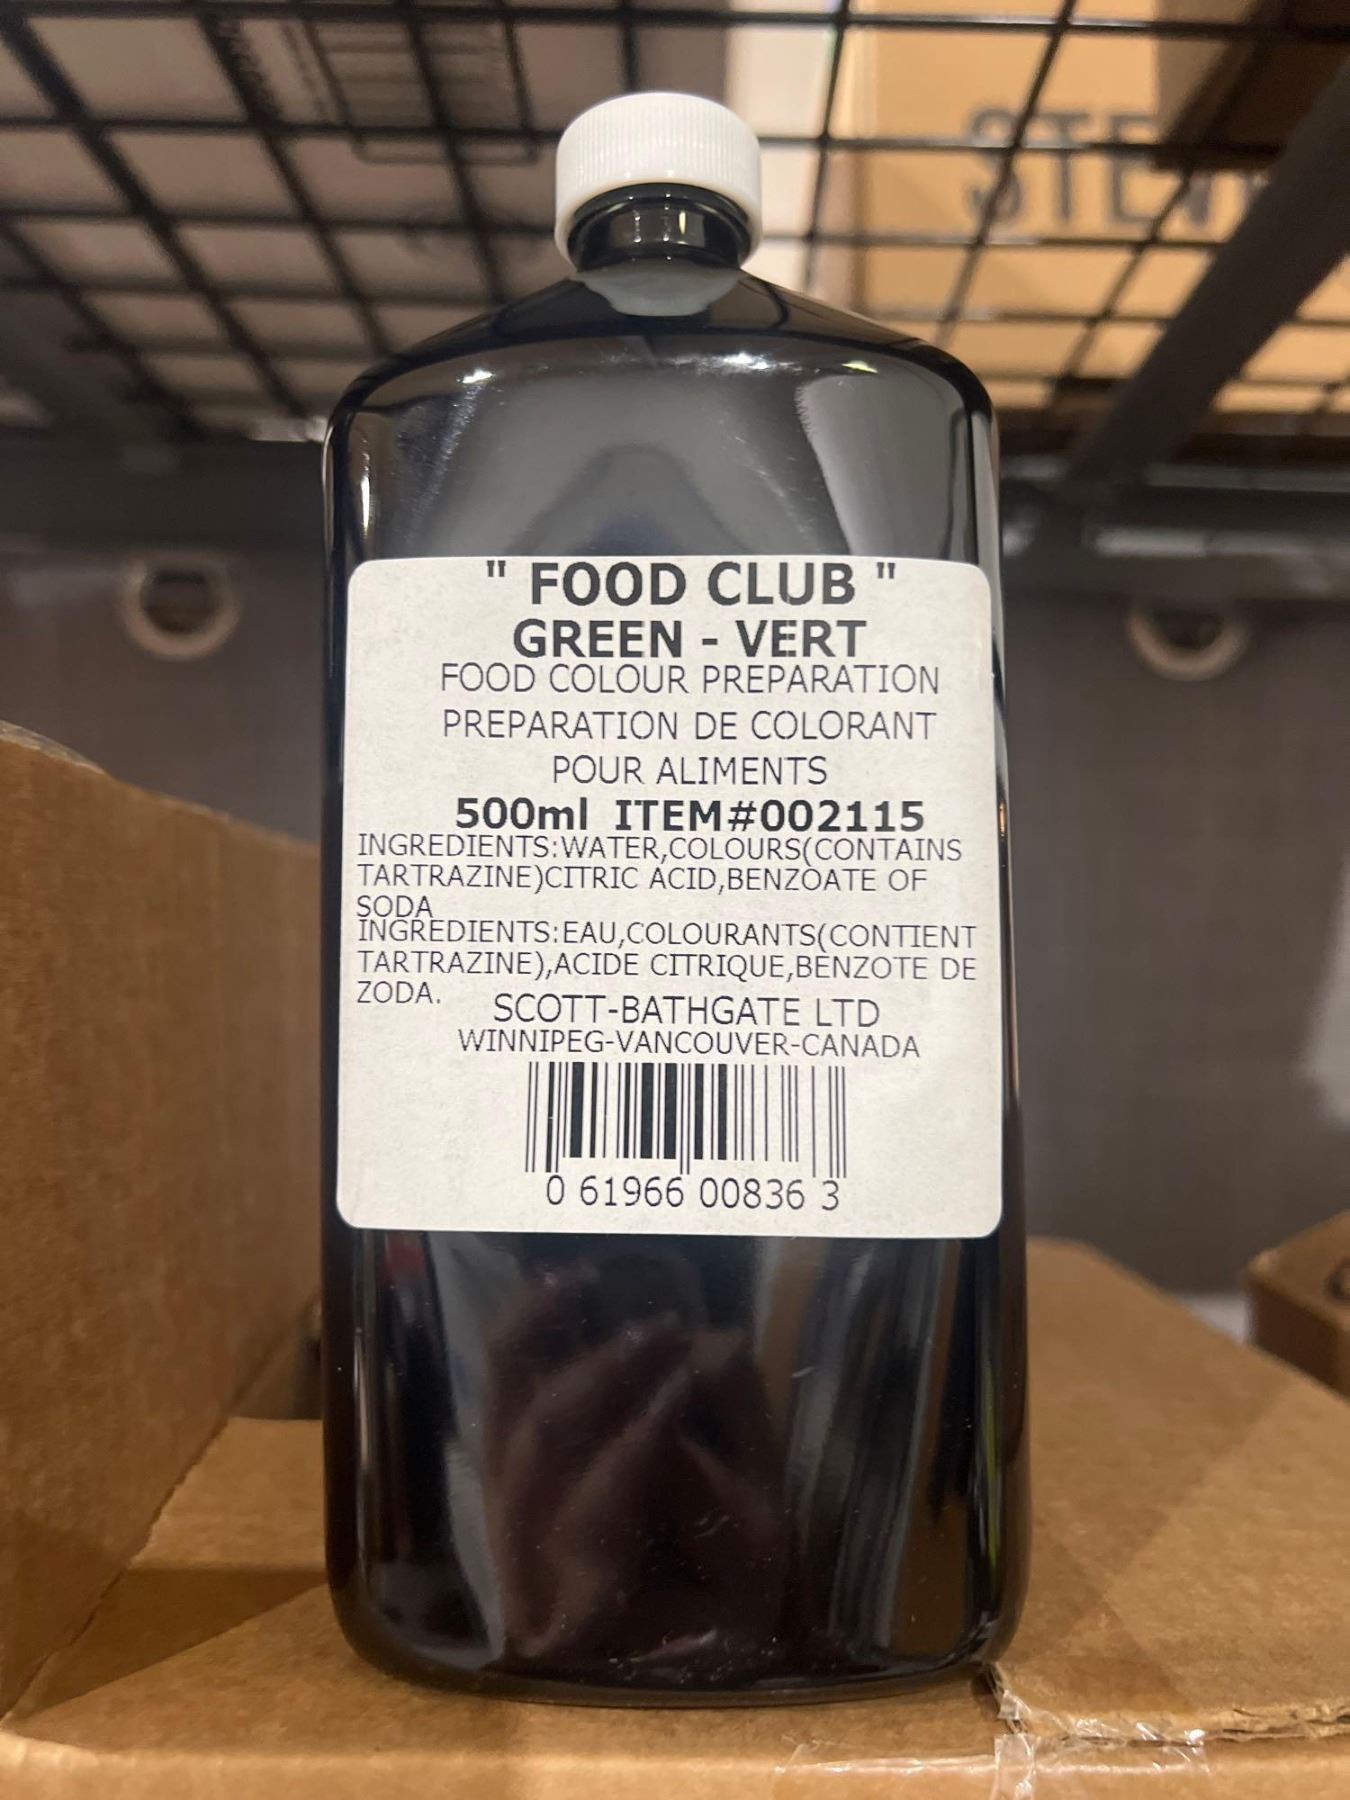 " FOOD CLUB "
GREEN - VERT
FOOD COLOUR PREPARATION
PREPARATION DE COLORANT
POUR ALIMENTS
500ml ITEM#002115
INGREDIENTS:WATER,COLOURS(CONTAINS
TARTRAZINE)CITRIC ACID,BENZOATE OF
SODA
INGREDIENTS:EAU,COLOURANTS(CONTIENT
TARTRAZINE),ACIDE CITRIQUE,BENZOTE DE
ZODA.
SCOTT-BATHGATE LTD
WINNIPEG-VANCOUVER-CANADA
0 61966 00836 3